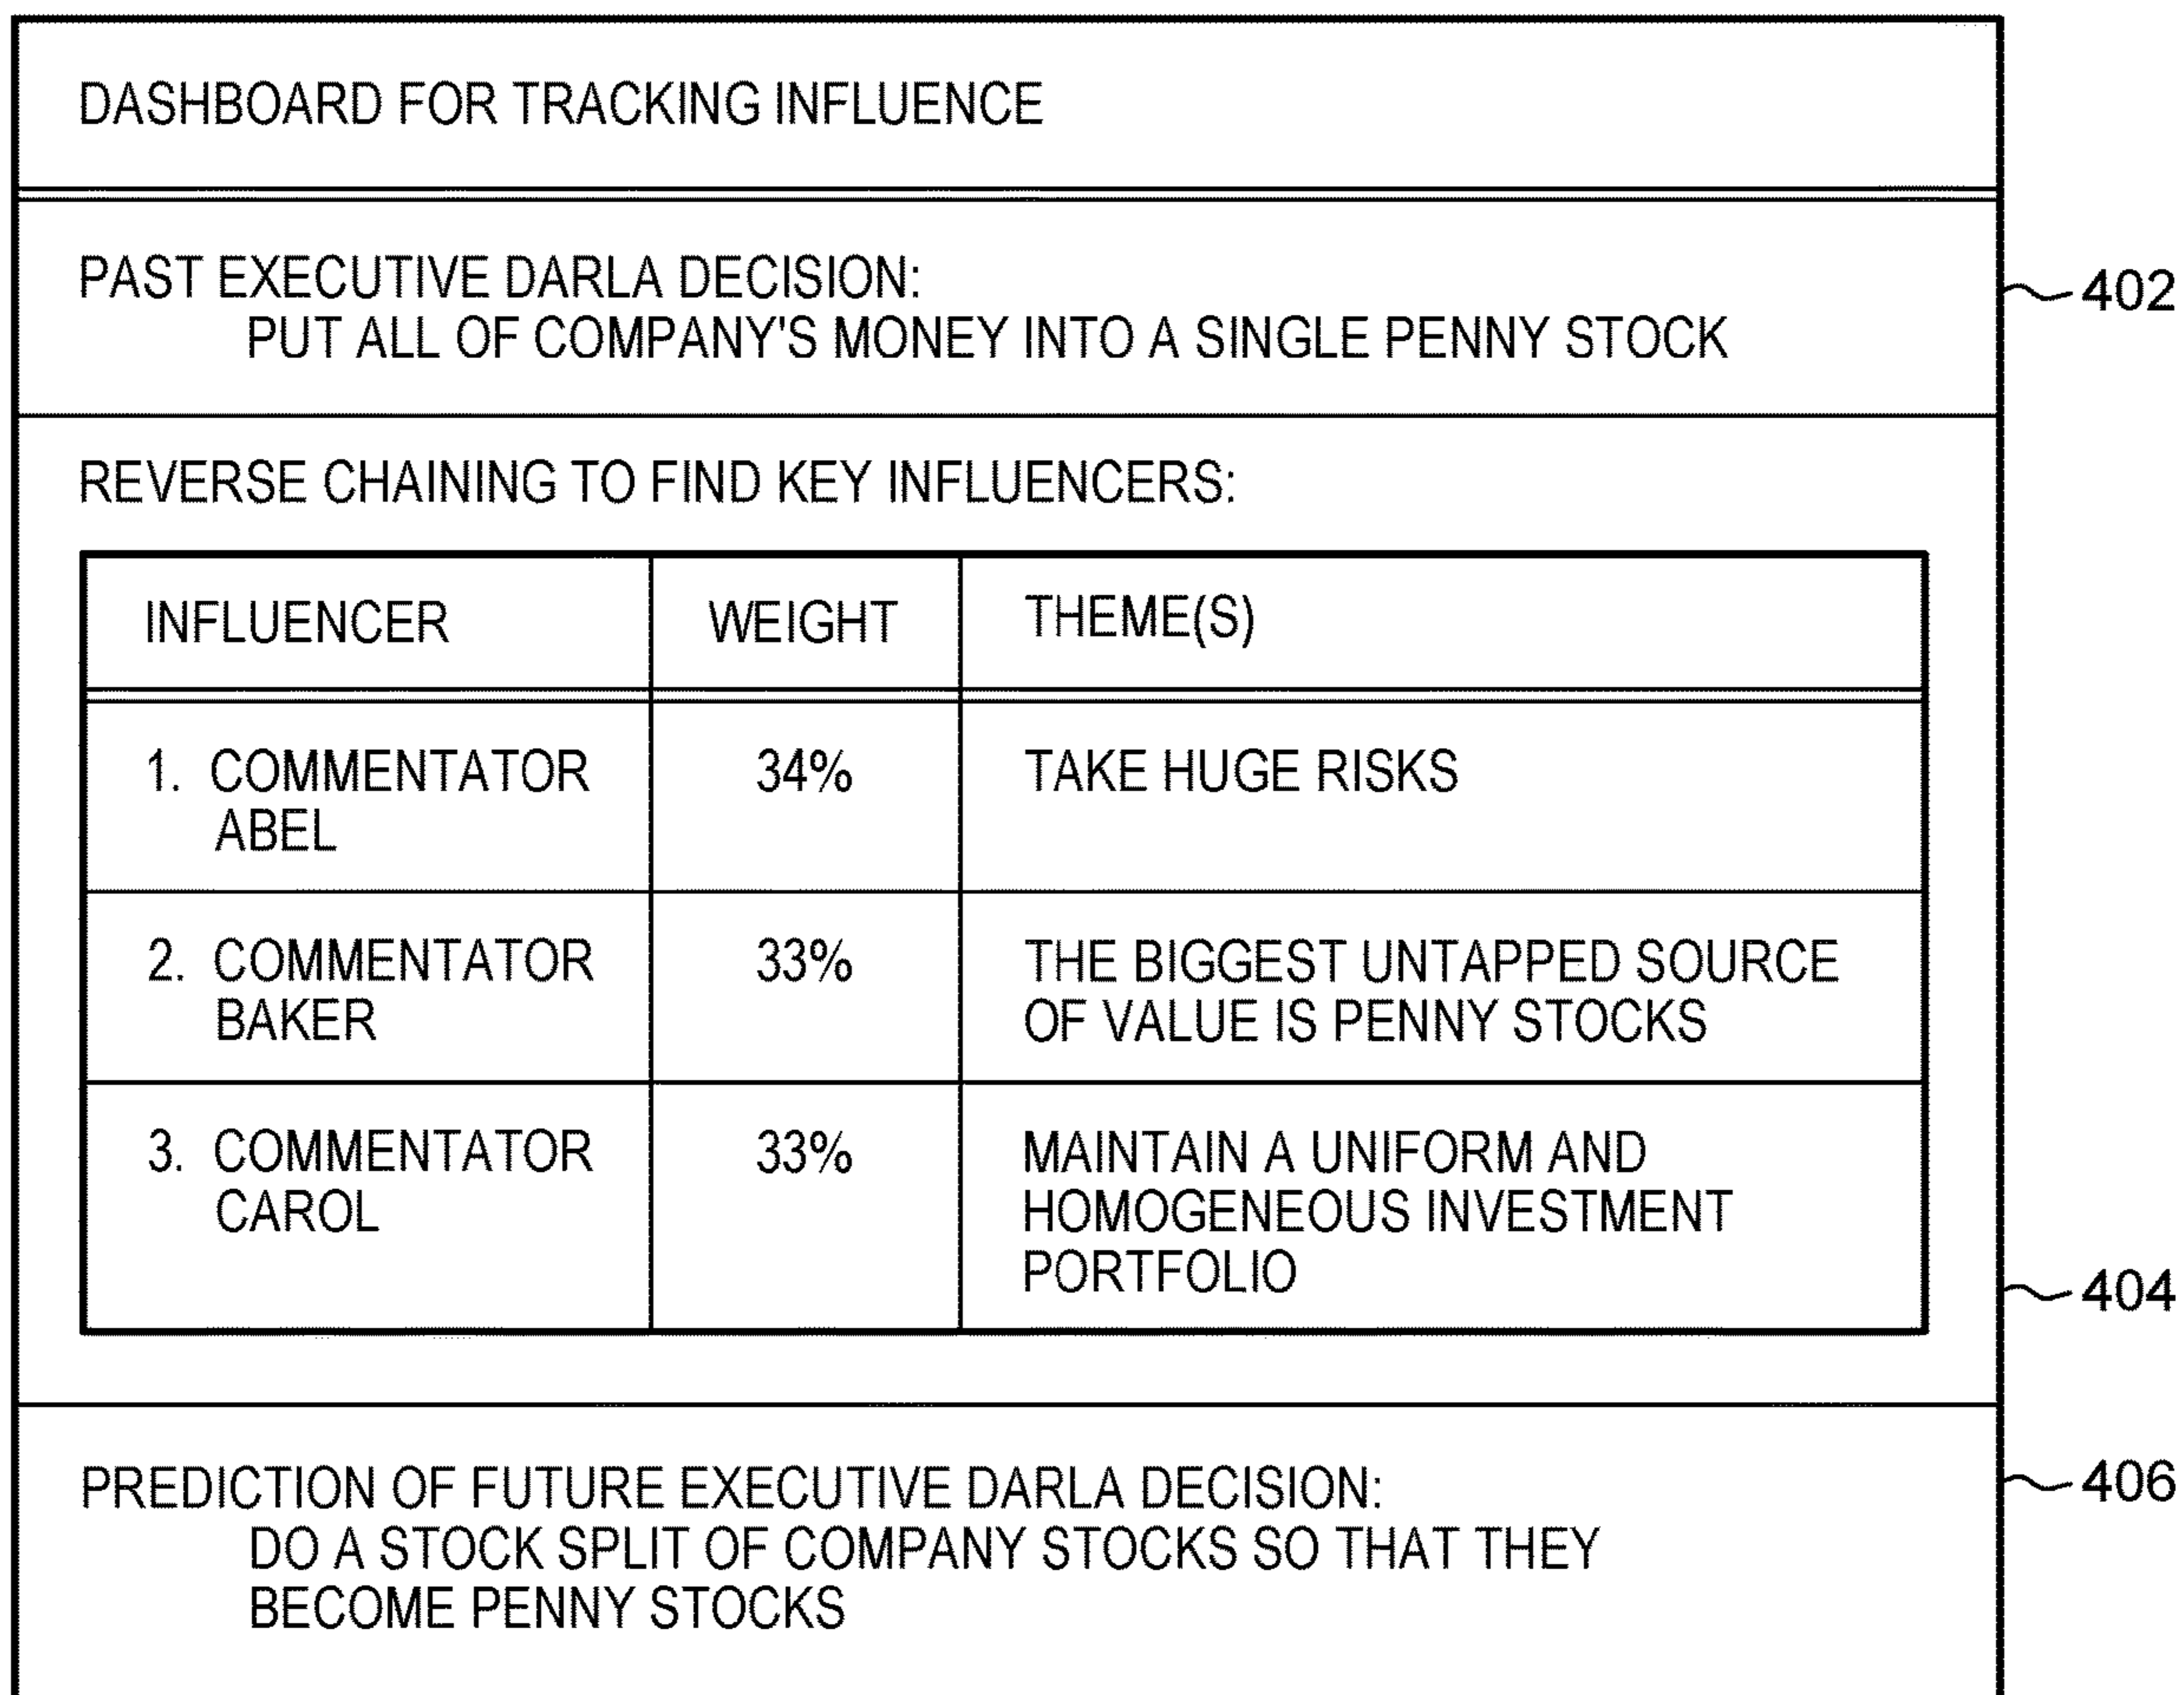 DASHBOARD FOR TRACKING INFLUENCE
PAST EXECUTIVE DARLA DECISION:
PUT ALL OF COMPANY'S MONEY INTO A SINGLE PENNY STOCK
402
REVERSE CHAINING TO FIND KEY INFLUENCERS:
INFLUENCER WEIGHT THEME(S)
1. COMMENTATOR 34% TAKE HUGE RISKS
ABEL
2. COMMENTATOR 33% THE BIGGEST UNTAPPED SOURCE
BAKER OF VALUE IS PENNY STOCKS
3. COMMENTATOR 33% MAINTAIN A UNIFORM AND
CAROL HOMOGENEOUS INVESTMENT
PORTFOLIO
404
PREDICTION OF FUTURE EXECUTIVE DARLA DECISION:
406
DO A STOCK SPLIT OF COMPANY STOCKS SO THAT THEY
BECOME PENNY STOCKS